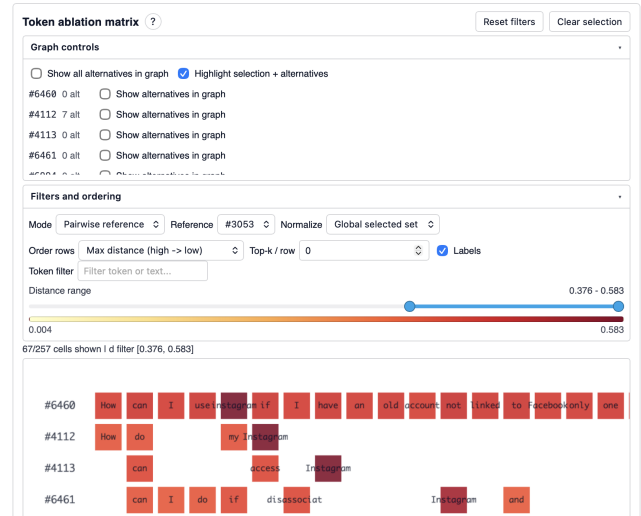 Token ablation matrix ? Reset filters Clear selection
Graph controls
Show all alternatives in graph Highlight selection + alternatives
#6460 0 alt Show alternatives in graph
#4112 7 alt Show alternatives in graph
#4113 0 alt Show alternatives in graph
#6461 0 alt Show alternatives in graph
Filters and ordering
Mode Pairwise reference Reference #3053 Normalize Global selected set
Order rows Max distance (high -> low) Top-k / row 0 Labels
Token filter Filter token or text...
Distance range 0.376 - 0.583
0.004 0.583
67/257 cells shown | d filter [0.376, 0.583]
#6460 How can I use instagram if I have an old account not linked to Facebook only one
#4112 How do my Instagram
#4113 can access Instagram
#6461 can I do if disassociat Instagram and